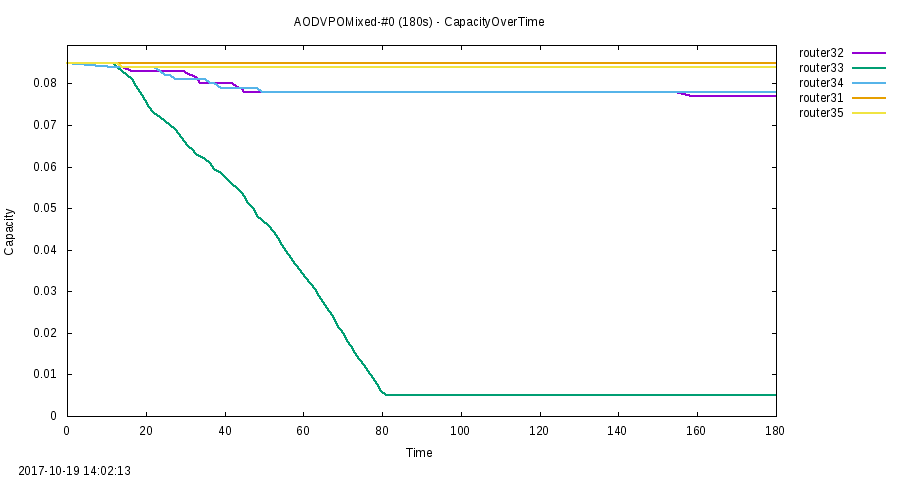 AODVPOMixed-#0 (180s) - CapacityOverTime
router32
router33
router34
router31
router35
0.08
0.07
0.06
0.05
0.04
0.03
0.02
0.01
0
Capacity
0 20 40 60 80 100 120 140 160 180
Time
2017-10-19 14:02:13